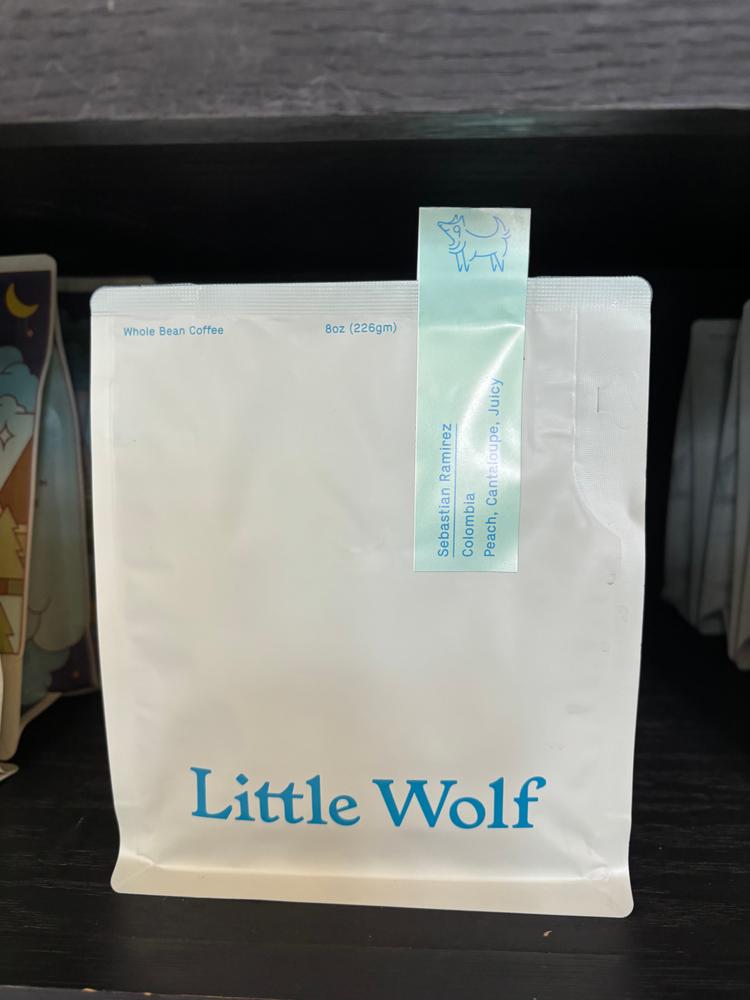 Whole Bean Coffee
8oz (226gm)
Sebastian Ramirez
Colombia
Peach, Cantaloupe, Juicy
Little Wolf